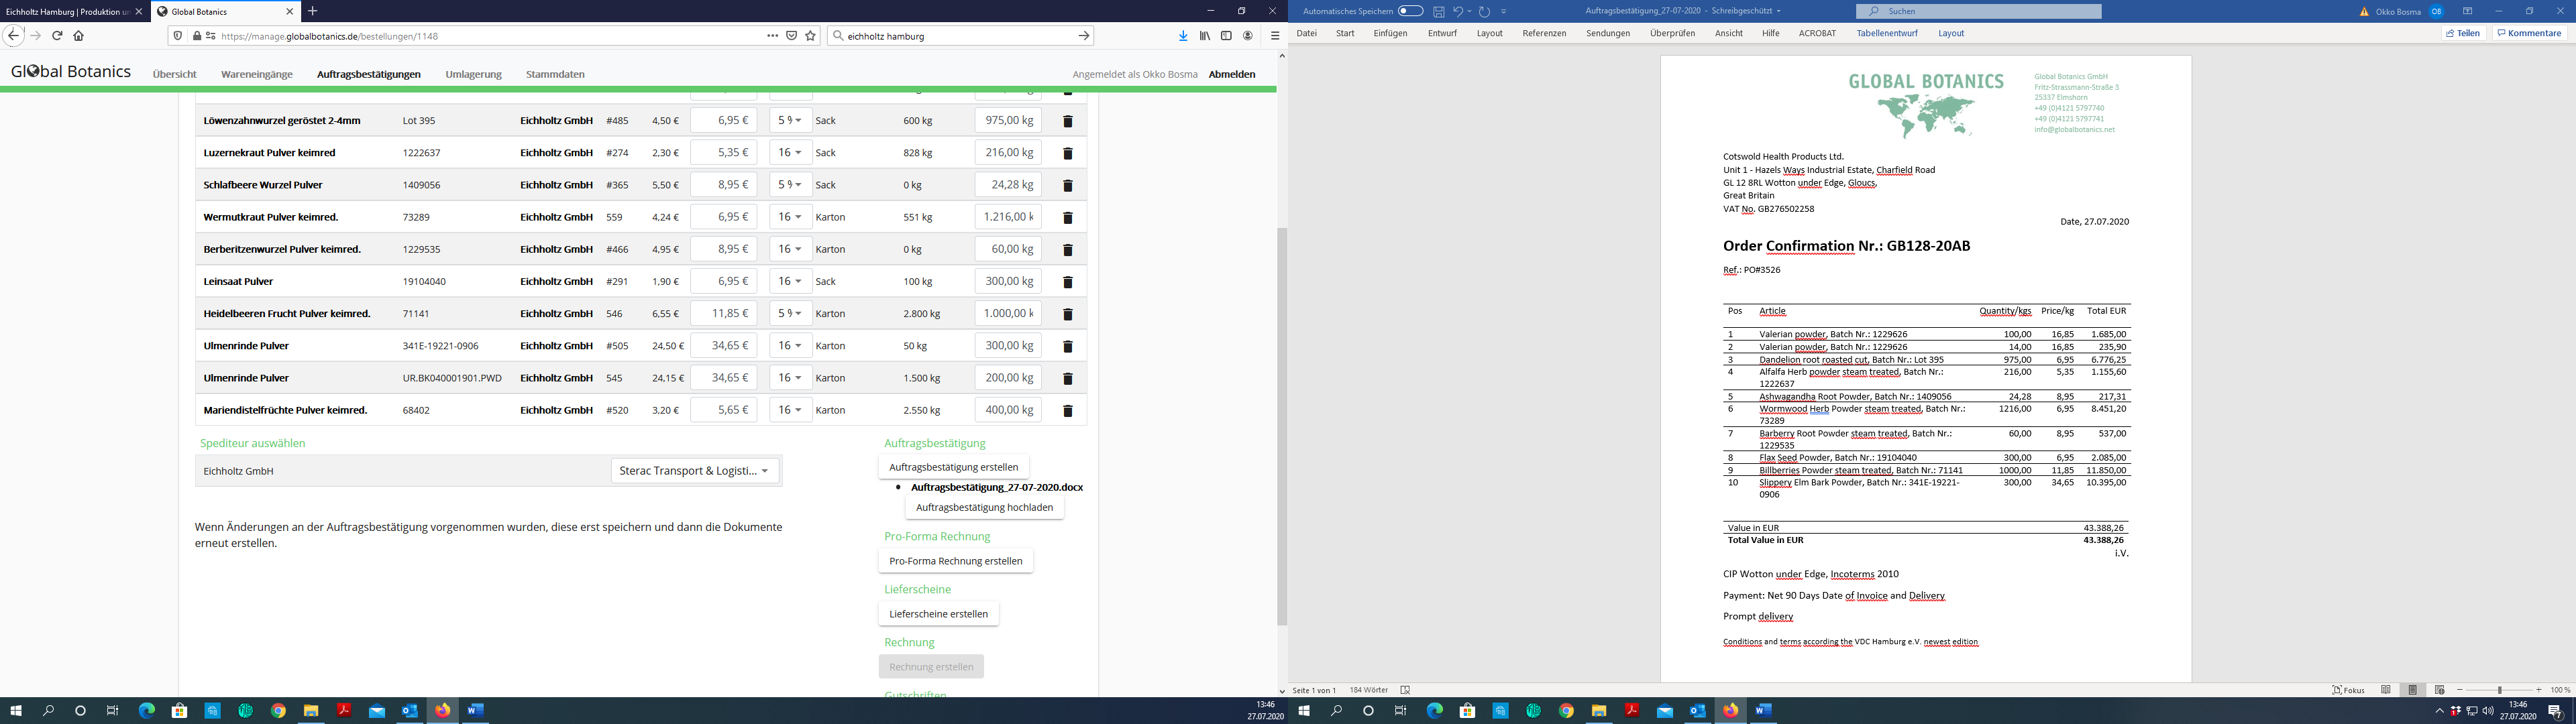 Eichholtz Hamburg | Produktion un
Global Botanics
https://manage.globalbotanics.de/bestellungen/1148
eichholtz hamburg
Global Botanics
Übersicht
Wareneingänge
Auftragsbestätigungen
Umlagerung
Stammdaten
Angemeldet als Okko Bosma
Abmelden
Löwenzahnwurzel geröstet 2-4mm Lot 395 Eichholtz GmbH #485 4,50 € 6,95 € 5 % Sack 600 kg 975,00 kg
Luzernekraut Pulver keimred 1222637 Eichholtz GmbH #274 2,30 € 5,35 € 16 Sack 828 kg 216,00 kg
Schlafbeere Wurzel Pulver 1409056 Eichholtz GmbH #365 5,50 € 8,95 € 5 % Sack 0 kg 24,28 kg
Wermutkraut Pulver keimred. 73289 Eichholtz GmbH 559 4,24 € 6,95 € 16 Karton 551 kg 1.216,00 k
Berberitzenwurzel Pulver keimred. 1229535 Eichholtz GmbH #466 4,95 € 8,95 € 16 Karton 0 kg 60,00 kg
Leinsaat Pulver 19104040 Eichholtz GmbH #291 1,90 € 6,95 € 16 Sack 100 kg 300,00 kg
Heidelbeeren Frucht Pulver keimred. 71141 Eichholtz GmbH 546 6,55 € 11,85 € 5 % Karton 2.800 kg 1.000,00 k
Ulmenrinde Pulver 341E-19221-0906 Eichholtz GmbH #505 24,50 € 34,65 € 16 Karton 50 kg 300,00 kg
Ulmenrinde Pulver UR.BK040001901.PWD Eichholtz GmbH 545 24,15 € 34,65 € 16 Karton 1.500 kg 200,00 kg
Mariendistelfrüchte Pulver keimred. 68402 Eichholtz GmbH #520 3,20 € 5,65 € 16 Karton 2.550 kg 400,00 kg
Spediteur auswählen
Eichholtz GmbH Sterac Transport & Logisti...
Wenn Änderungen an der Auftragsbestätigung vorgenommen wurden, diese erst speichern und dann die Dokumente
erneut erstellen.
Auftragsbestätigung
Auftragsbestätigung erstellen
Auftragsbestätigung_27-07-2020.docx
Auftragsbestätigung hochladen
Pro-Forma Rechnung
Pro-Forma Rechnung erstellen
Lieferscheine
Lieferscheine erstellen
Rechnung
Rechnung erstellen
Gutschriften
13:46
27.07.2020
Automatisches Speichern
Auftragsbestätigung_27-07-2020 - Schreibgeschützt
Suchen
Okko Bosma
OB
Datei Start Einfügen Entwurf Layout Referenzen Sendungen Überprüfen Ansicht Hilfe ACROBAT Tabellenentwurf Layout
Teilen
Kommentare
GLOBAL BOTANICS
Global Botanics GmbH
Fritz-Strassmann-Straße 3
25337 Elmshorn
+49 (0)4121 5797740
+49 (0)4121 5797741
info@globalbotanics.net
Cotswold Health Products Ltd.
Unit 1 - Hazels Ways Industrial Estate, Charfield Road
GL 12 8RL Wotton under Edge, Gloucs,
Great Britain
VAT No. GB276502258
Date, 27.07.2020
Order Confirmation Nr.: GB128-20AB
Ref.: PO#3526
Pos Article Quantity/kgs Price/kg Total EUR
1 Valerian powder, Batch Nr.: 1229626 100,00 16,85 1.685,00
2 Valerian powder, Batch Nr.: 1229626 14,00 16,85 235,90
3 Dandelion root roasted cut, Batch Nr.: Lot 395 975,00 6,95 6.776,25
4 Alfalfa Herb powder steam treated, Batch Nr.: 216,00 5,35 1.155,60
1222637
5 Ashwagandha Root Powder, Batch Nr.: 1409056 24,28 8,95 217,31
6 Wormwood Herb Powder steam treated, Batch Nr.: 1216,00 6,95 8.451,20
73289
7 Barberry Root Powder steam treated, Batch Nr.: 60,00 8,95 537,00
1229535
8 Flax Seed Powder, Batch Nr.: 19104040 300,00 6,95 2.085,00
9 Billberries Powder steam treated, Batch Nr.: 71141 1000,00 11,85 11.850,00
10 Slippery Elm Bark Powder, Batch Nr.: 341E-19221- 300,00 34,65 10.395,00
0906
Value in EUR 43.388,26
Total Value in EUR 43.388,26
i.V.
CIP Wotton under Edge, Incoterms 2010
Payment: Net 90 Days Date of Invoice and Delivery
Prompt delivery
Conditions and terms according the VDC Hamburg e.V. newest edition
Seite 1 von 1 184 Wörter
Fokus
100 %
13:46
27.07.2020